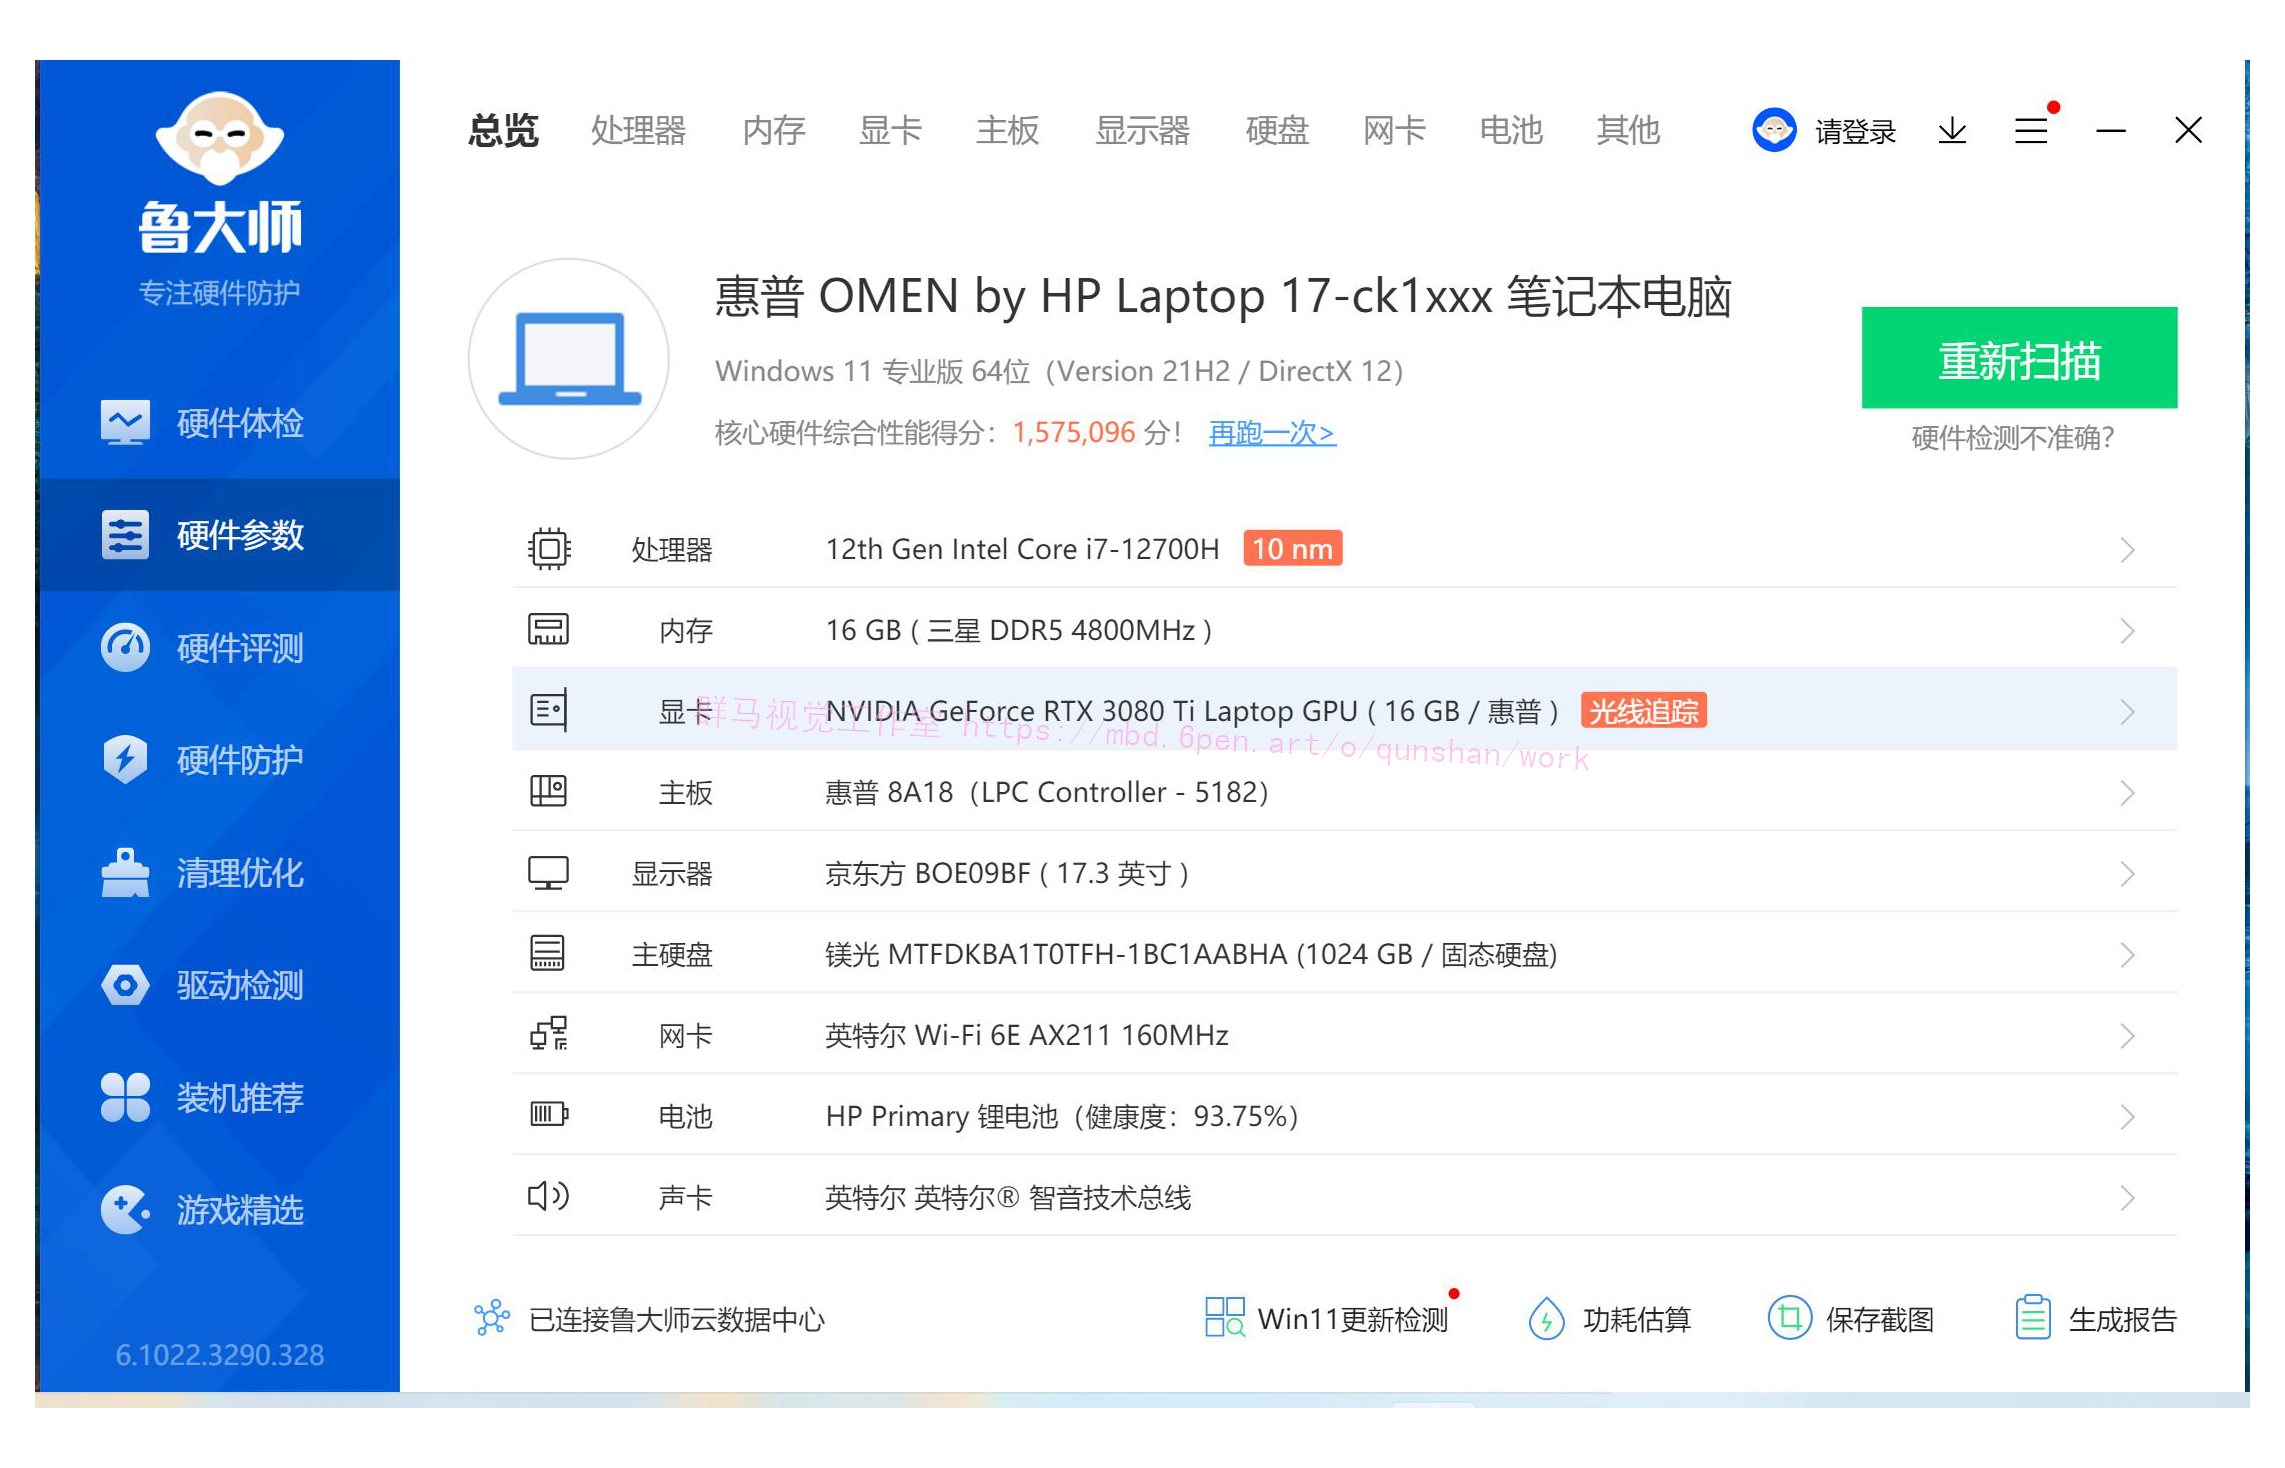 鲁大师
专注硬件防护
硬件体检
硬件参数
硬件评测
硬件防护
清理优化
驱动检测
装机推荐
游戏精选
6.1022.3290.328
总览 处理器 内存 显卡 主板 显示器 硬盘 网卡 电池 其他 请登录
惠普 OMEN by HP Laptop 17-ck1xxx 笔记本电脑
Windows 11 专业版 64位（Version 21H2 / DirectX 12）
核心硬件综合性能得分：1,575,096 分！ 再跑一次>
重新扫描
硬件检测不准确?
处理器 12th Gen Intel Core i7-12700H 10 nm
内存 16 GB ( 三星 DDR5 4800MHz )
显卡 NVIDIA GeForce RTX 3080 Ti Laptop GPU ( 16 GB / 惠普 ) 光线追踪
群马视觉工作室 https://mbd.6pen.art/o/qunshan/work
主板 惠普 8A18（LPC Controller - 5182）
显示器 京东方 BOE09BF ( 17.3 英寸 )
主硬盘 镁光 MTFDKBA1T0TFH-1BC1AABHA (1024 GB / 固态硬盘)
网卡 英特尔 Wi-Fi 6E AX211 160MHz
电池 HP Primary 锂电池（健康度：93.75%）
声卡 英特尔 英特尔® 智音技术总线
已连接鲁大师云数据中心 Win11更新检测 功耗估算 保存截图 生成报告